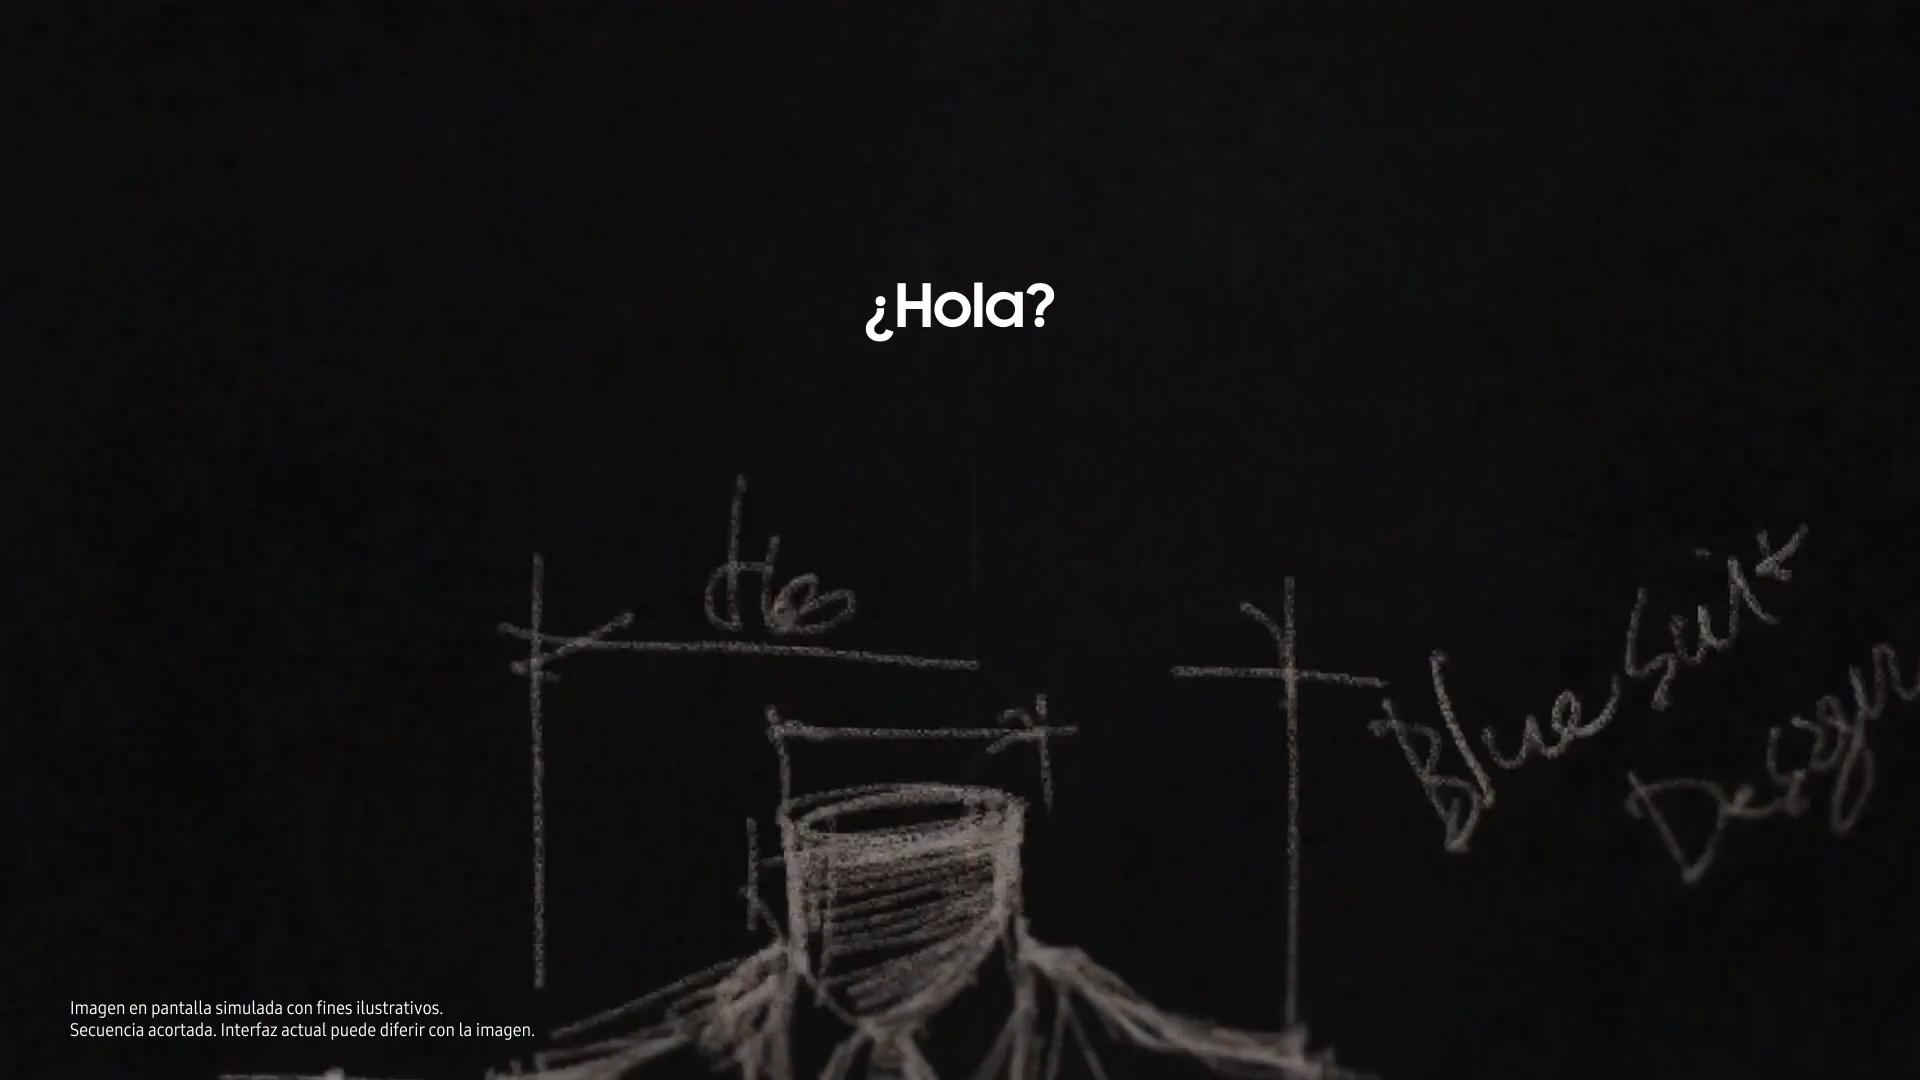 ¿Hola?
Blue Suit
Imagen en pantalla simulada con fines ilustrativos.
Secuencia acortada. Interfaz actual puede diferir con la imagen.